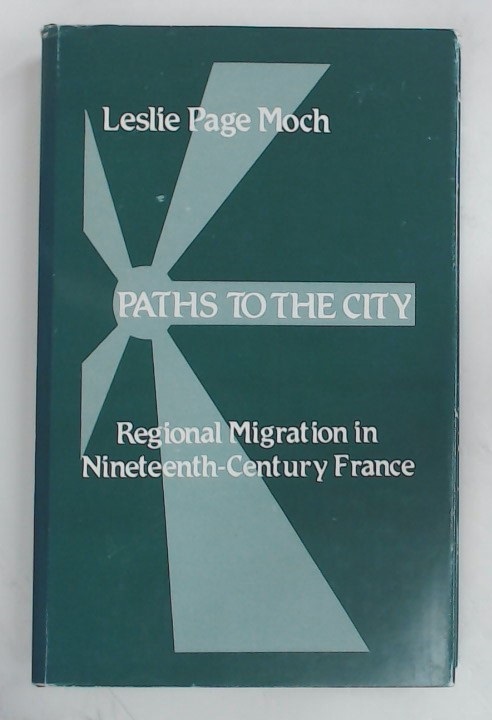 Leslie Page Moch
PATHS TO THE CITY
Regional Migration in
Nineteenth-Century France